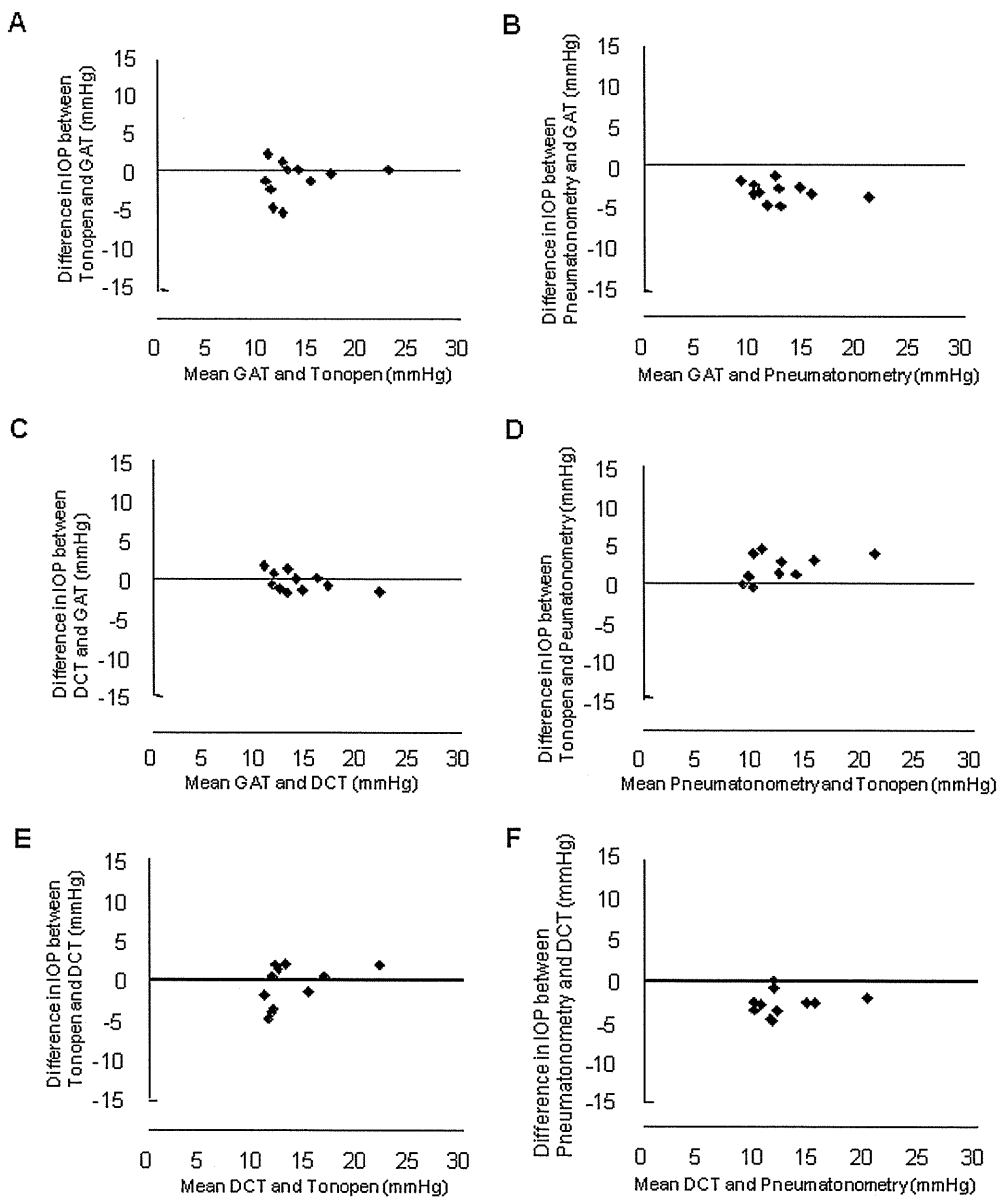 A
Difference in IOP between
Tonopen and GAT (mmHg)
15
10
5
0
-5
-10
-15
0 5 10 15 20 25 30
Mean GAT and Tonopen (mmHg)
B
Difference in IOP between
Pneumatonometry and GAT (mmHg)
15
10
5
0
-5
-10
-15
0 5 10 15 20 25 30
Mean GAT and Pneumatonometry (mmHg)
C
Difference in IOP between
DCT and GAT (mmHg)
15
10
5
0
-5
-10
-15
0 5 10 15 20 25 30
Mean GAT and DCT (mmHg)
D
Difference in IOP between
Tonopen and Peumatonometry (mmHg)
15
10
5
0
-5
-10
-15
0 5 10 15 20 25 30
Mean Pneumatonometry and Tonopen (mmHg)
E
Difference in IOP between
Tonopen and DCT (mmHg)
15
10
5
0
-5
-10
-15
0 5 10 15 20 25 30
Mean DCT and Tonopen (mmHg)
F
Difference in IOP between
Pneumatonometry and DCT (mmHg)
15
10
5
0
-5
-10
-15
0 5 10 15 20 25 30
Mean DCT and Pneumatonometry (mmHg)